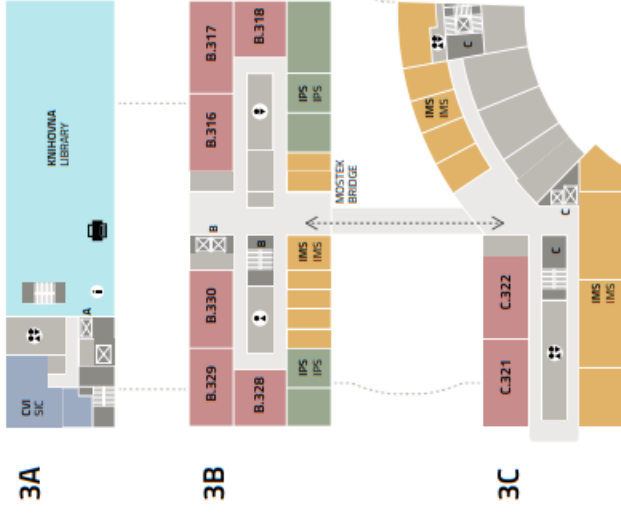 3A
KNIHOVNA
LIBRARY
CVI
SIC
A
3B
B.317
B.318
B.316
IPS
IPS
B
B
IMS
IMS
B.330
B.329
B.328
IPS
IPS
MOSTEK
BRIDGE
3C
C
IMS
IMS
C
C
C.322
C.321
IMS
IMS